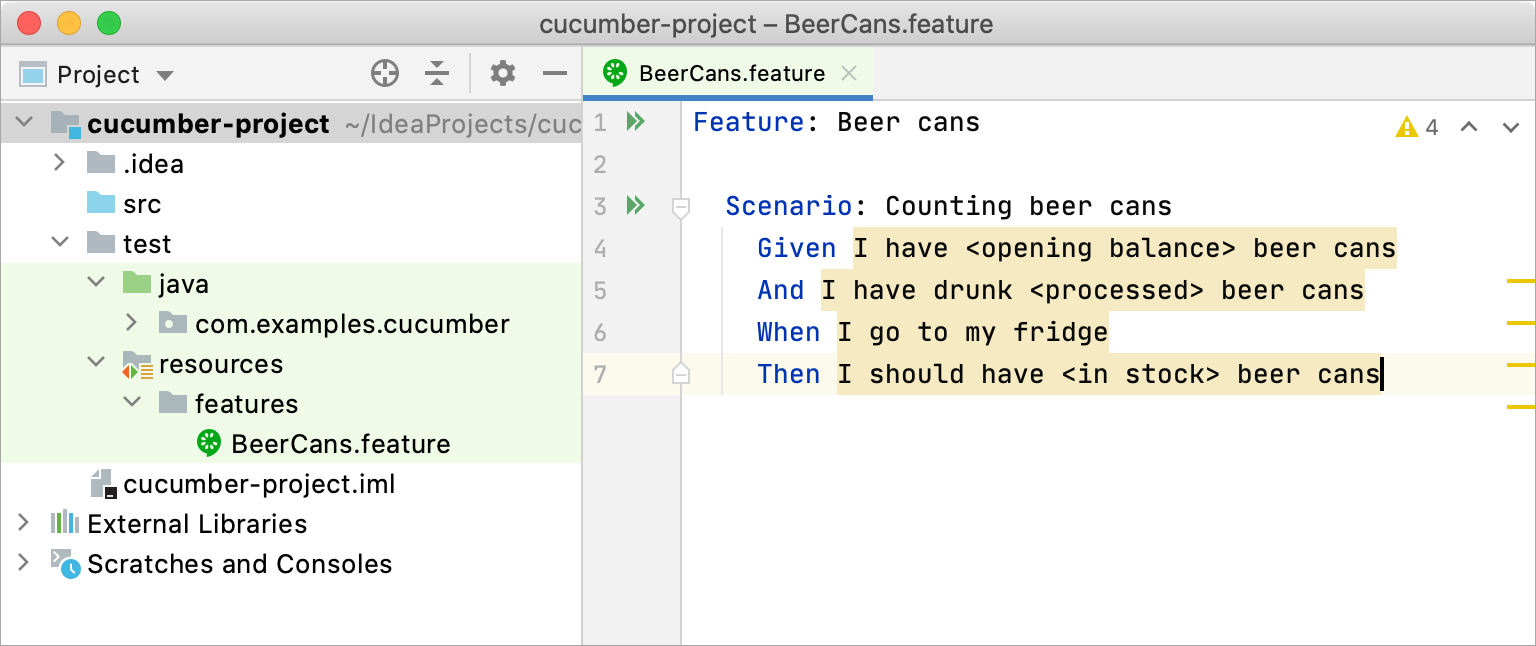 cucumber-project – BeerCans.feature
Project
cucumber-project ~/IdeaProjects/cuc
.idea
src
test
java
com.examples.cucumber
resources
features
BeerCans.feature
cucumber-project.iml
External Libraries
Scratches and Consoles
BeerCans.feature
4
1 Feature: Beer cans
2
3 Scenario: Counting beer cans
4 Given I have <opening balance> beer cans
5 And I have drunk <processed> beer cans
6 When I go to my fridge
7 Then I should have <in stock> beer cans